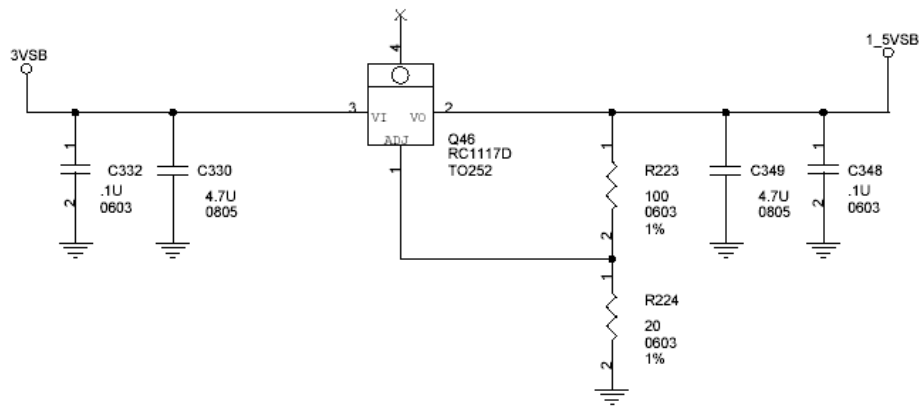 3VSB
1_5VSB
4
3
VI
VO
2
ADJ
1
Q46
RC1117D
TO252
1
2
C332
.1U
0603
C330
4.7U
0805
1
2
R223
100
0603
1%
C349
4.7U
0805
1
2
C348
.1U
0603
1
2
R224
20
0603
1%